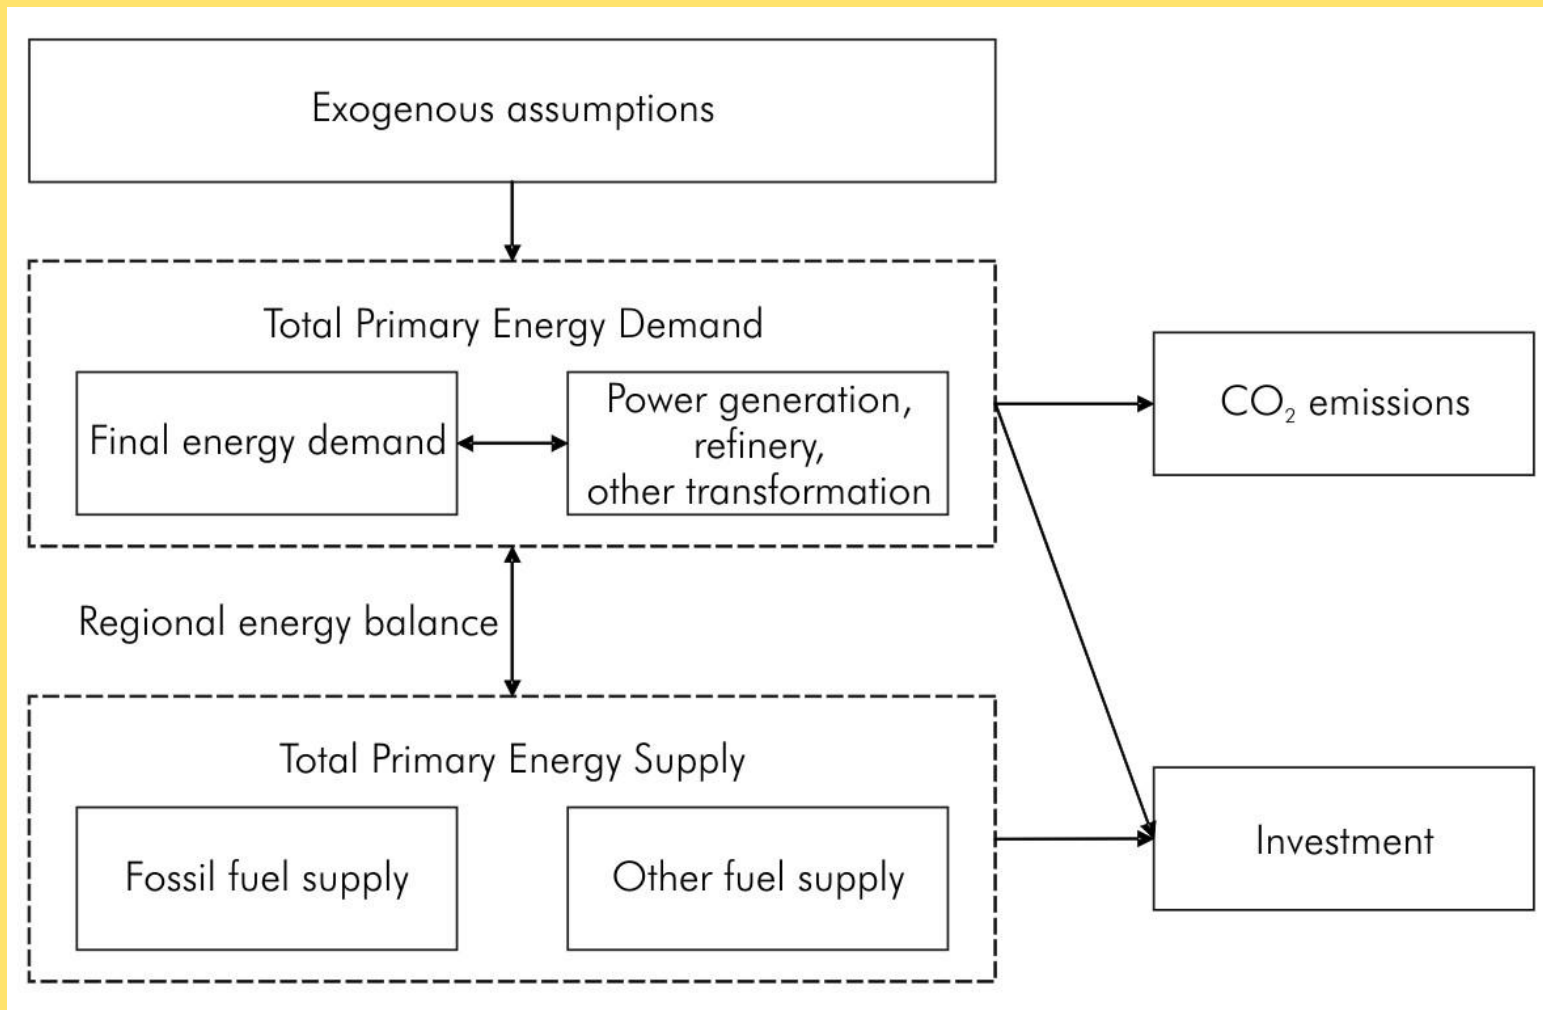 Exogenous assumptions
Total Primary Energy Demand
Final energy demand
Power generation,
refinery,
other transformation
CO₂ emissions
Regional energy balance
Total Primary Energy Supply
Fossil fuel supply
Other fuel supply
Investment